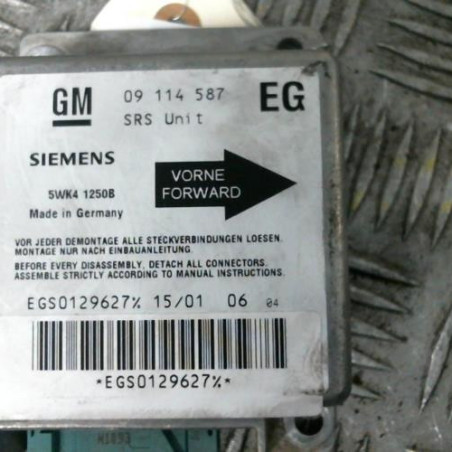 GM 09 114 587 EG
SRS Unit
SIEMENS
VORNE
FORWARD
5WK4 1250B
Made in Germany
VOR JEDER DEMONTAGE ALLE STECKVERBINDUNGEN LOESEN.
MONTAGE NUR NACH EINBAUANLEITUNG.
BEFORE EVERY DISASSEMBLY, DETACH ALL CONNECTORS.
ASSEMBLE STRICTLY ACCORDING TO MANUAL INSTRUCTIONS.
EGS0129627% 15/01 06 04
*EGS0129627%*